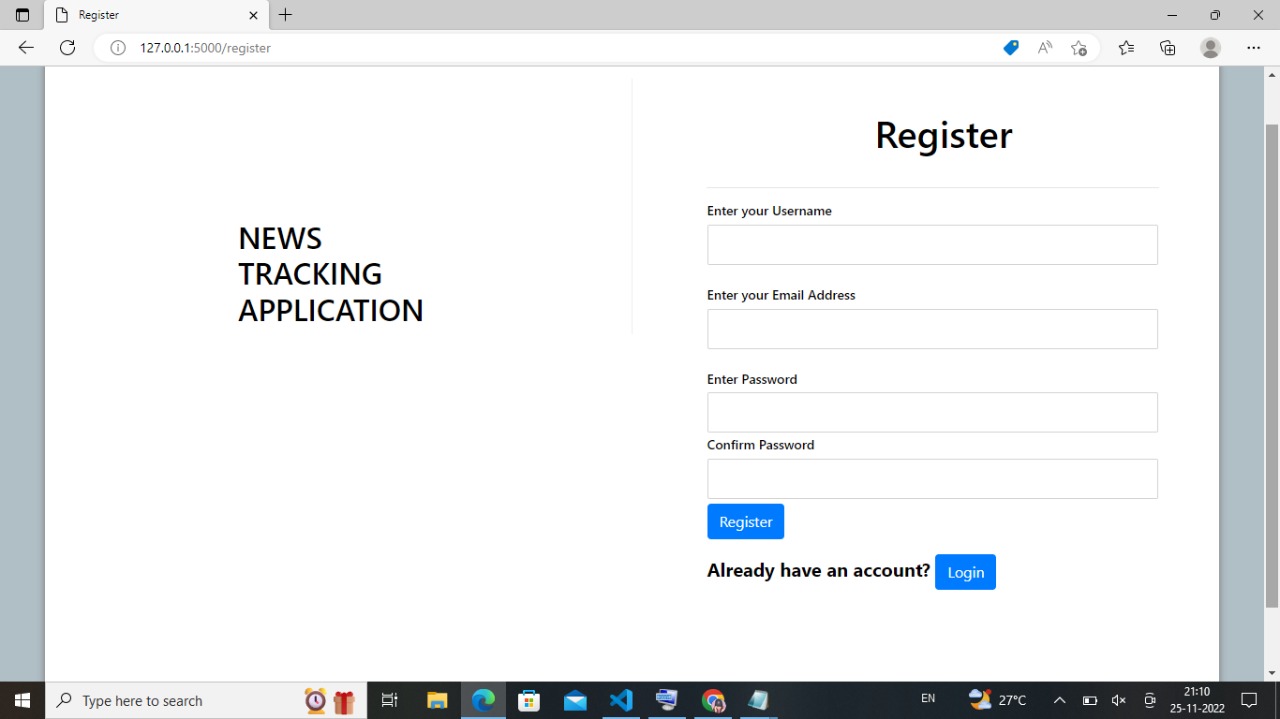 Register
127.0.0.1:5000/register
NEWS
TRACKING
APPLICATION
Register
Enter your Username
Enter your Email Address
Enter Password
Confirm Password
Register
Already have an account? Login
Type here to search
EN
27°C
21:10
25-11-2022